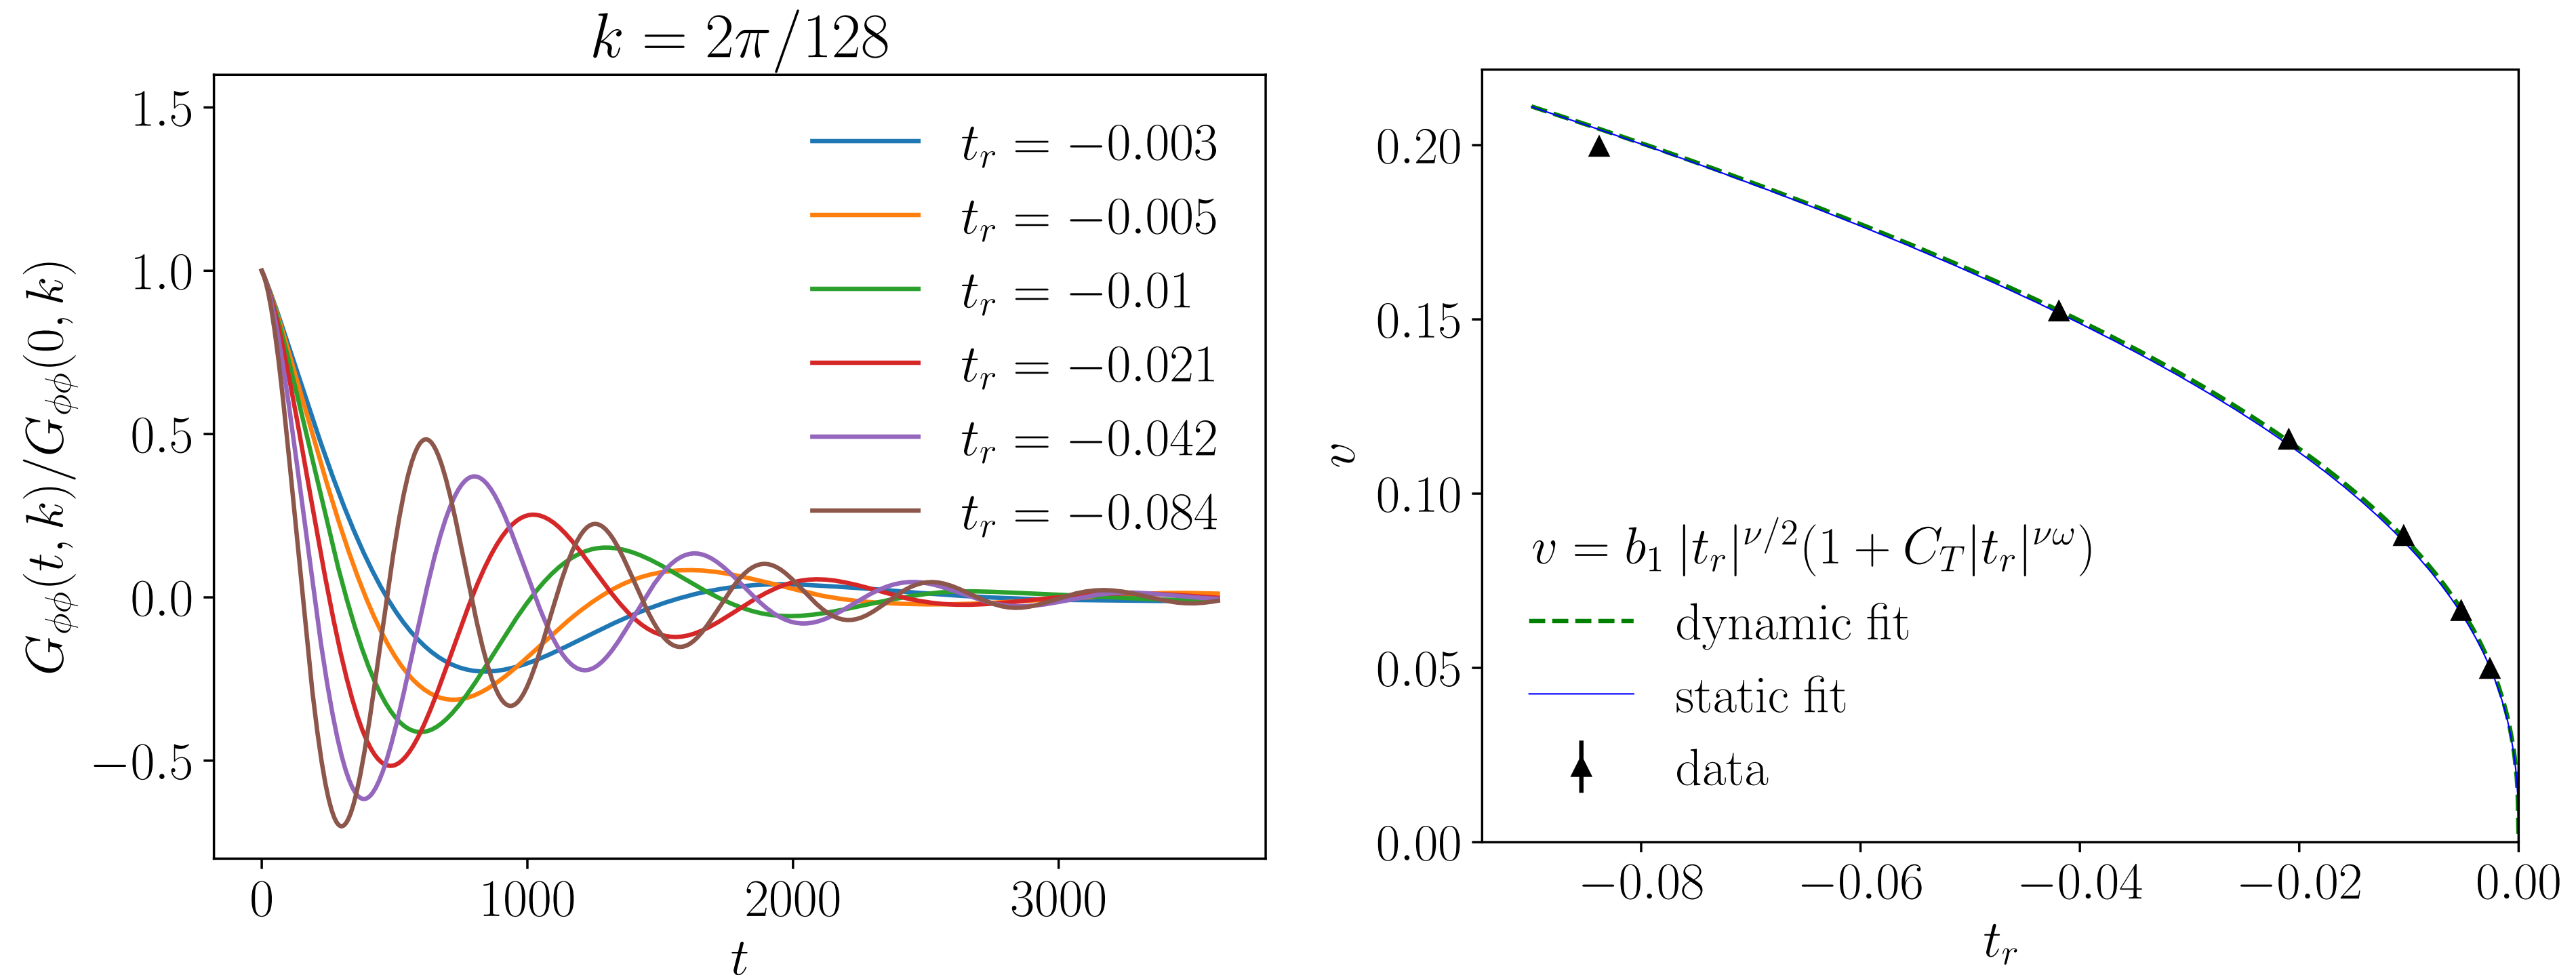 k = 2π/128
G_{ϕϕ}(t, k)/G_{ϕϕ}(0, k)
1.5
1.0
0.5
0.0
−0.5
0
1000
2000
3000
t
t_r = −0.003
t_r = −0.005
t_r = −0.01
t_r = −0.021
t_r = −0.042
t_r = −0.084
v
0.20
0.15
0.10
0.05
0.00
v = b_1 |t_r|^{ν/2}(1 + C_T|t_r|^{νω})
dynamic fit
static fit
data
−0.08
−0.06
−0.04
−0.02
0.00
t_r